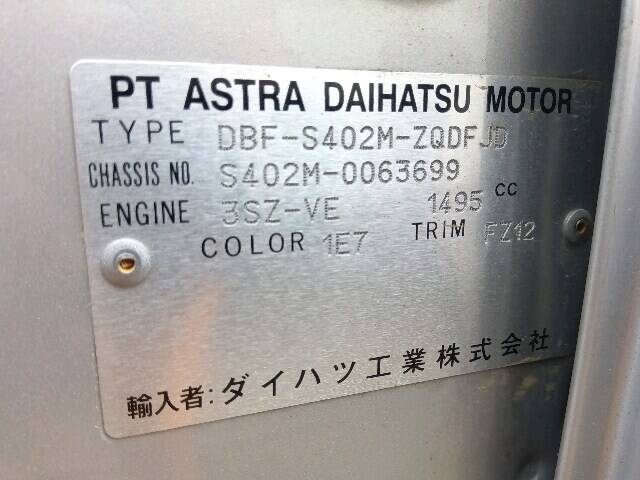 PT ASTRA DAIHATSU MOTOR
TYPE DBF-S402M-ZQDFJD
CHASSIS NO. S402M-0063699
ENGINE 3SZ-VE 1495 cc
COLOR 1E7 TRIM FZ12
輸入者:ダイハツ工業株式会社